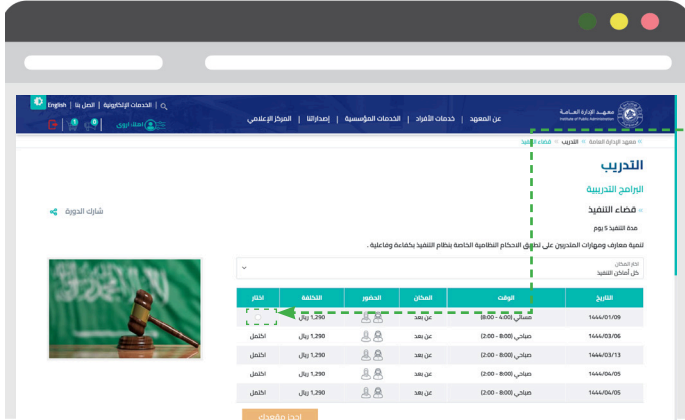 الخدمات الإلكترونية | اتصل بنا | English
أهلا، اروى
معهد الإدارة العامة
Institute of Public Administration
عن المعهد | خدمات الأفراد | الخدمات المؤسسية | إصداراتنا | المركز الإعلامي
» معهد الإدارة العامة » التدريب » قضاء التنفيذ
التدريب
البرامج التدريبية
» قضاء التنفيذ
شارك الدورة
مدة التنفيذ 5 يوم
تنمية معارف ومهارات المتدربين على تطبيق الاحكام النظامية الخاصة بنظام التنفيذ بكفاءة وفاعلية .
اختر المكان
كل أماكن التنفيذ
التاريخ الوقت المكان الحضور التكلفة اختار
1444/01/09 مسائي (4:00 - 8:00) عن بعد 1,290 ريال
1444/03/06 صباحي (8:00 - 2:00) عن بعد 1,290 ريال اكتمل
1444/03/13 صباحي (8:00 - 2:00) عن بعد 1,290 ريال اكتمل
1444/04/05 صباحي (8:00 - 2:00) عن بعد 1,290 ريال اكتمل
1444/04/05 صباحي (8:00 - 2:00) عن بعد 1,290 ريال اكتمل
احجز مقعدك